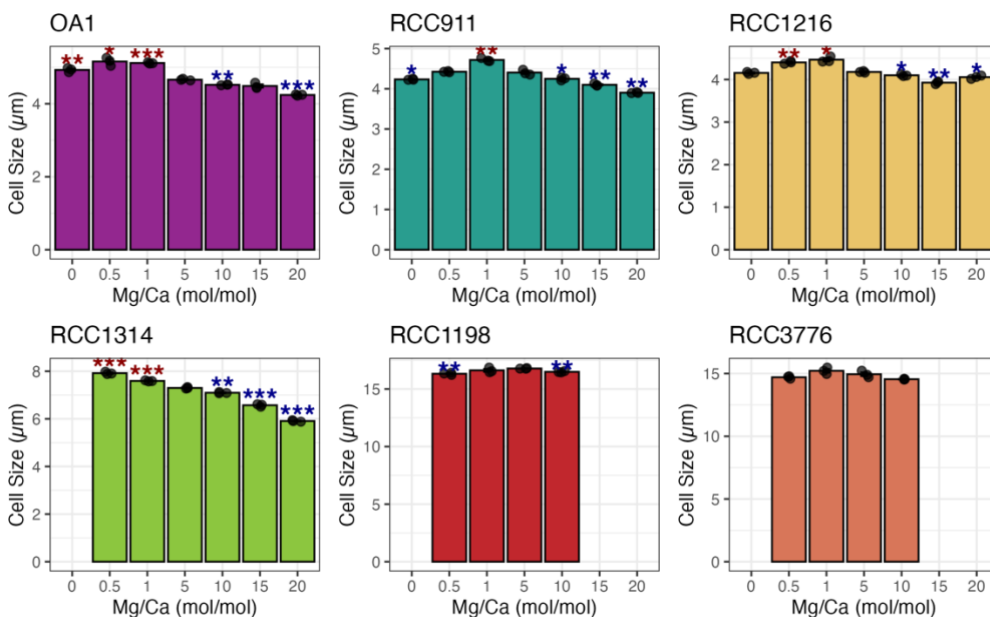 OA1
RCC911
RCC1216
** * *** ** ***
* ** * ** **
** * * ** *
Cell Size (µm)
4
2
0
Cell Size (µm)
5
4
3
2
1
0
Cell Size (µm)
4
3
2
1
0
0 0.5 1 5 10 15 20
0 0.5 1 5 10 15 20
0 0.5 1 5 10 15 20
Mg/Ca (mol/mol)
Mg/Ca (mol/mol)
Mg/Ca (mol/mol)
RCC1314
RCC1198
RCC3776
*** *** ** *** ***
** **
Cell Size (µm)
8
6
4
2
0
Cell Size (µm)
15
10
5
0
Cell Size (µm)
15
10
5
0
0 0.5 1 5 10 15 20
0 0.5 1 5 10 15 20
0 0.5 1 5 10 15 20
Mg/Ca (mol/mol)
Mg/Ca (mol/mol)
Mg/Ca (mol/mol)